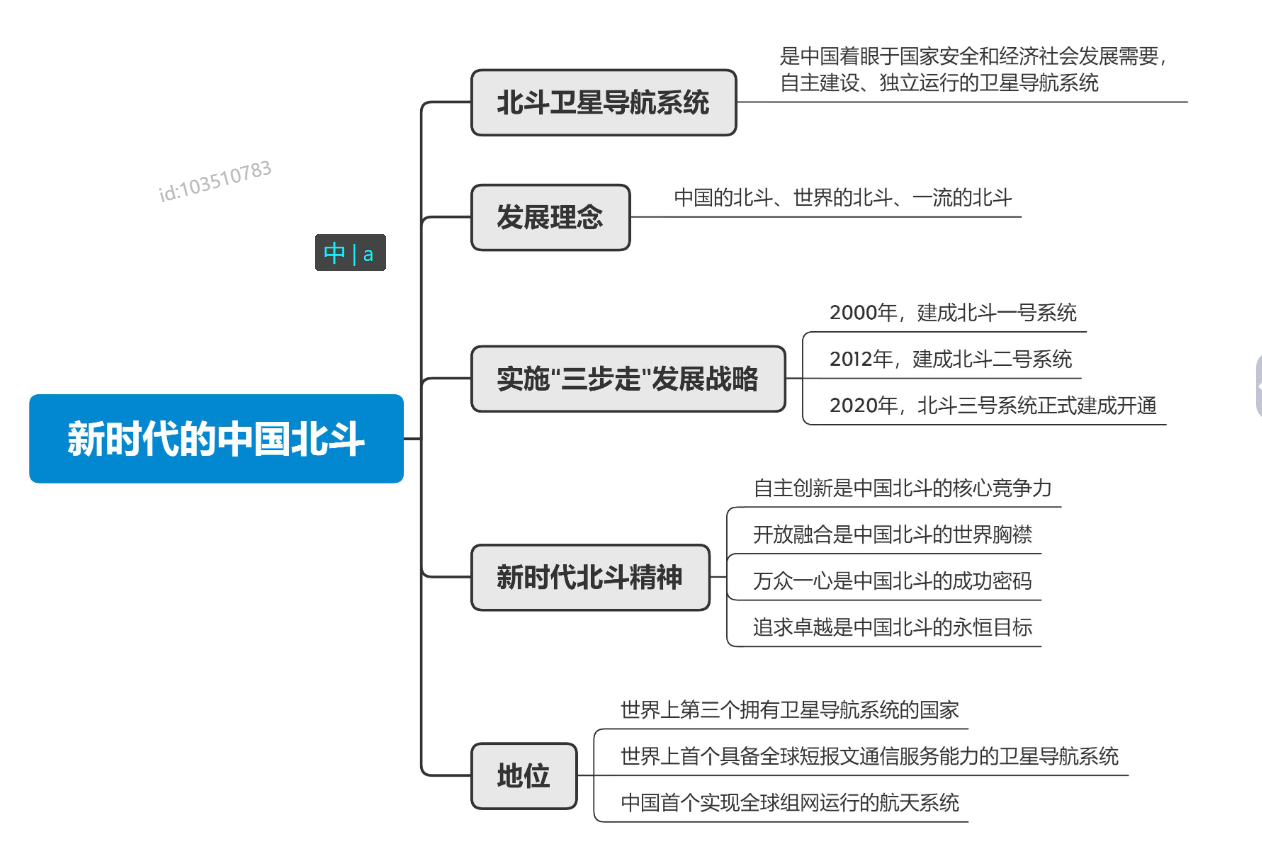 是中国着眼于国家安全和经济社会发展需要，
自主建设、独立运行的卫星导航系统
北斗卫星导航系统
id:103510783
发展理念
中国的北斗、世界的北斗、一流的北斗
中|a
实施"三步走"发展战略
2000年，建成北斗一号系统
2012年，建成北斗二号系统
2020年，北斗三号系统正式建成开通
新时代的中国北斗
新时代北斗精神
自主创新是中国北斗的核心竞争力
开放融合是中国北斗的世界胸襟
万众一心是中国北斗的成功密码
追求卓越是中国北斗的永恒目标
地位
世界上第三个拥有卫星导航系统的国家
世界上首个具备全球短报文通信服务能力的卫星导航系统
中国首个实现全球组网运行的航天系统